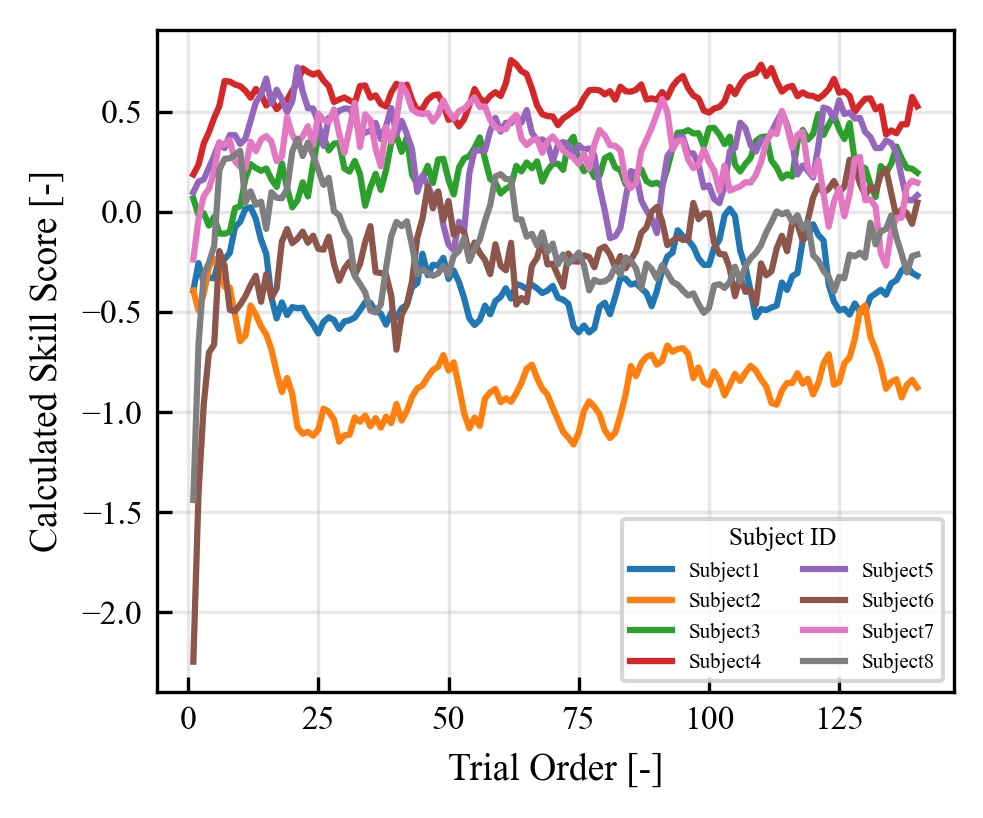 Calculated Skill Score [-]
0.5
0.0
−0.5
−1.0
−1.5
−2.0
Subject ID
Subject1
Subject2
Subject3
Subject4
Subject5
Subject6
Subject7
Subject8
0 25 50 75 100 125
Trial Order [-]